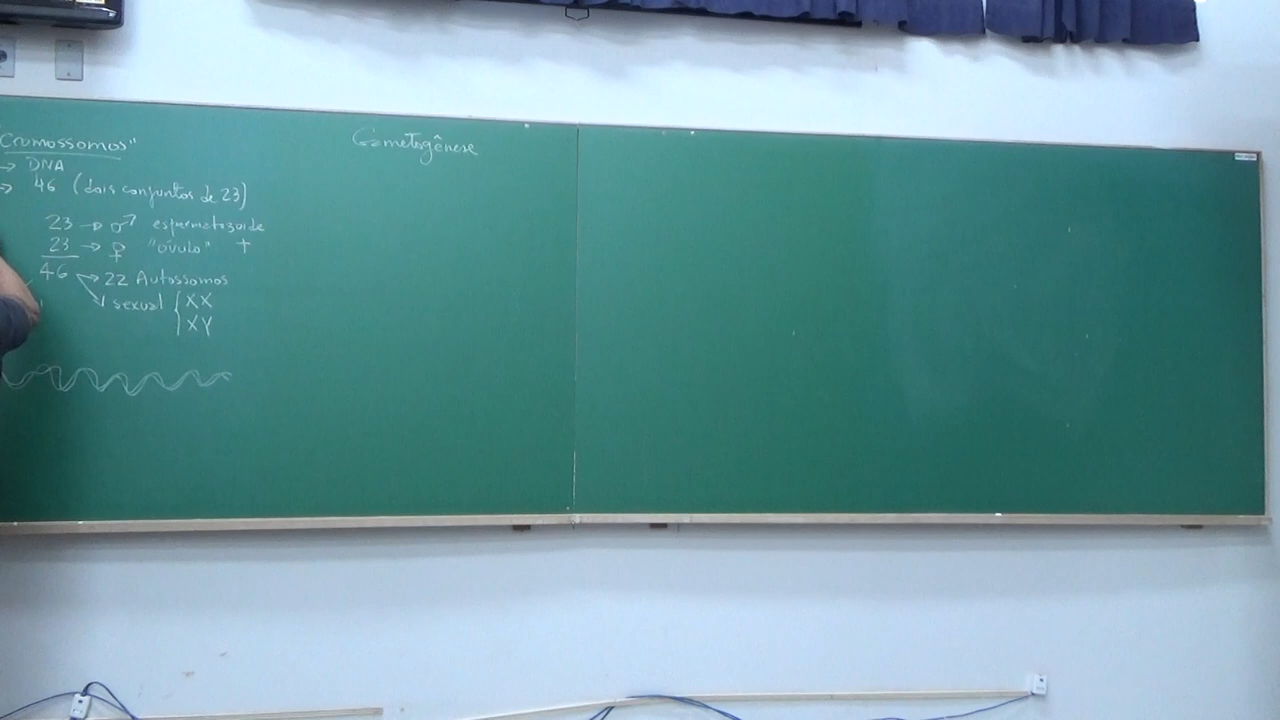 Cromossomos"
→ DNA
→ 46 (dois conjuntos de 23)
23 → ♂ espermatozoide
23 → ♀ "óvulo" +
46 → 22 Autossomos
↓ sexual { XX
XY
Gametogênese